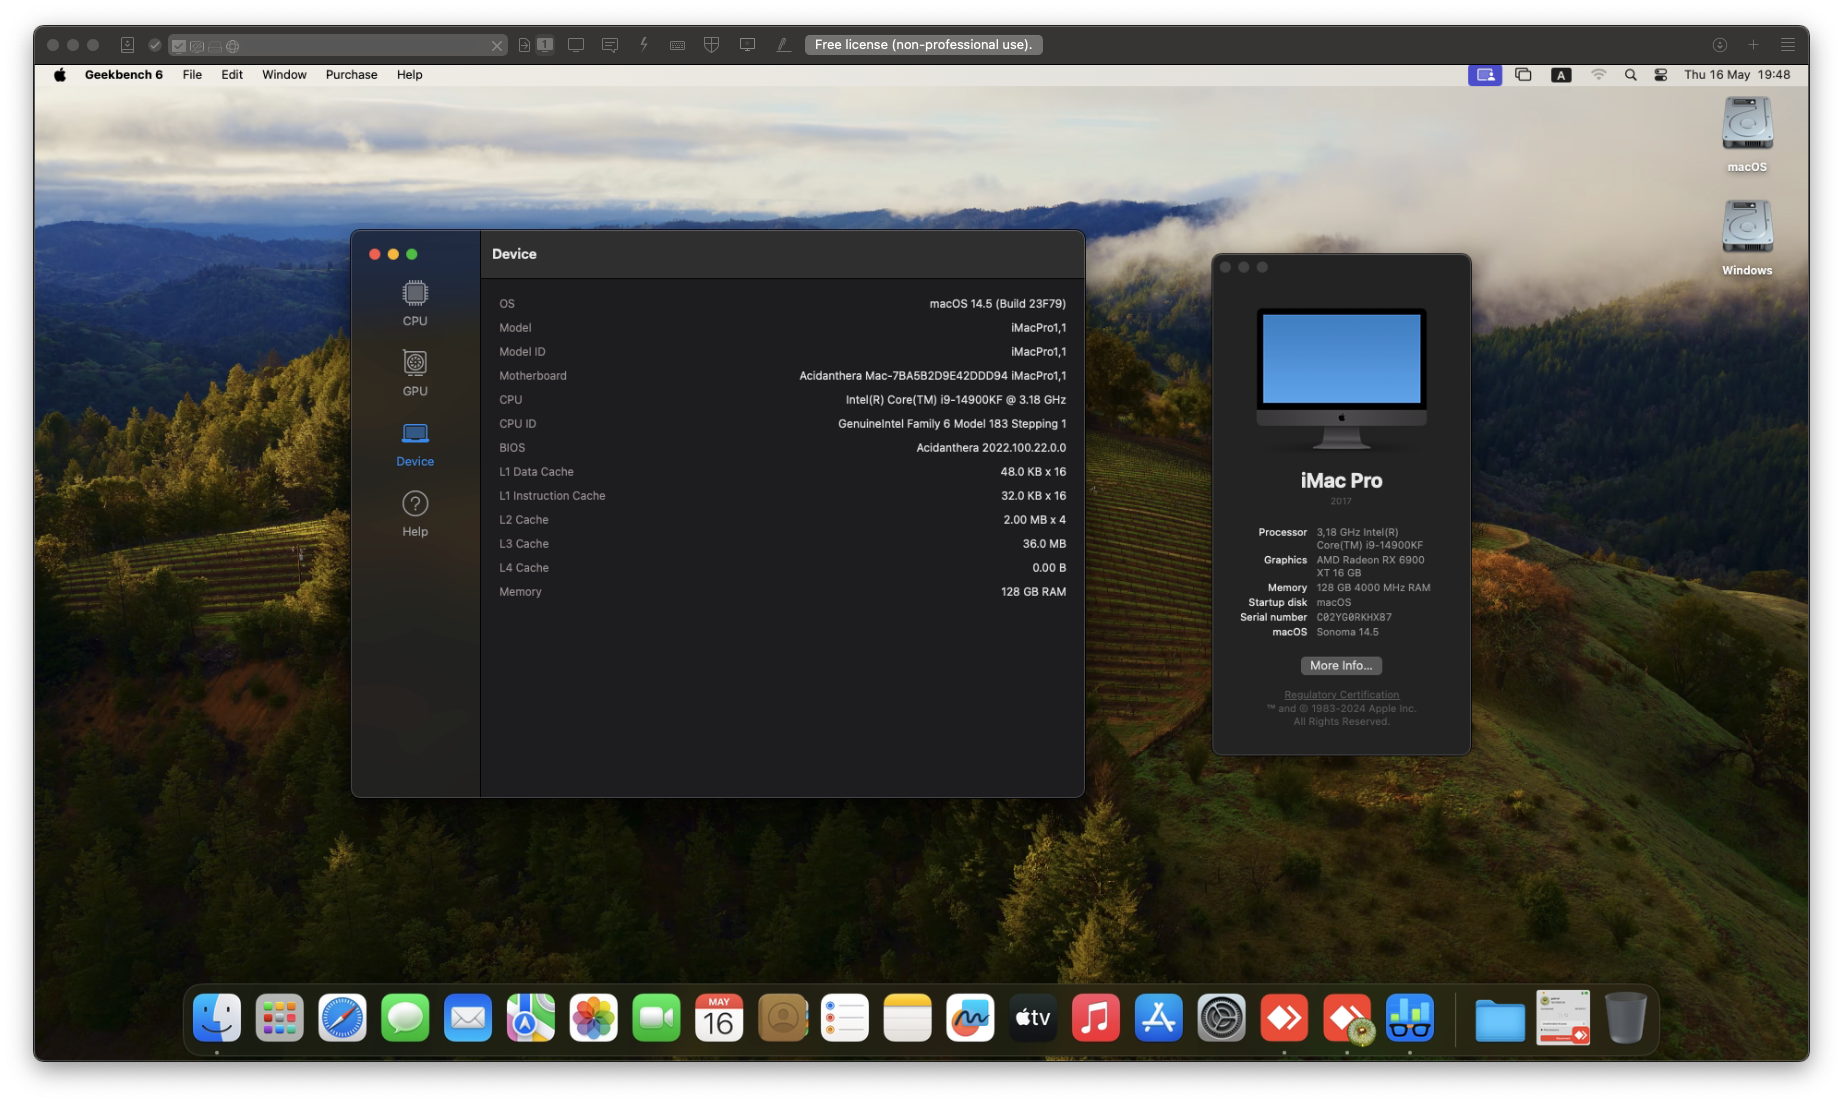 1
Free license (non-professional use).
Geekbench 6 File Edit Window Purchase Help
A
Thu 16 May 19:48
macOS
Windows
Device
CPU
GPU
Device
Help
OS macOS 14.5 (Build 23F79)
Model iMacPro1,1
Model ID iMacPro1,1
Motherboard Acidanthera Mac-7BA5B2D9E42DDD94 iMacPro1,1
CPU Intel(R) Core(TM) i9-14900KF @ 3.18 GHz
CPU ID GenuineIntel Family 6 Model 183 Stepping 1
BIOS Acidanthera 2022.100.22.0.0
L1 Data Cache 48.0 KB x 16
L1 Instruction Cache 32.0 KB x 16
L2 Cache 2.00 MB x 4
L3 Cache 36.0 MB
L4 Cache 0.00 B
Memory 128 GB RAM
iMac Pro
2017
Processor 3,18 GHz Intel(R)
Core(TM) i9-14900KF
Graphics AMD Radeon RX 6900
XT 16 GB
Memory 128 GB 4000 MHz RAM
Startup disk macOS
Serial number C02YG0RKHX87
macOS Sonoma 14.5
More Info...
Regulatory Certification
™ and © 1983-2024 Apple Inc.
All Rights Reserved.
MAY
16
tv